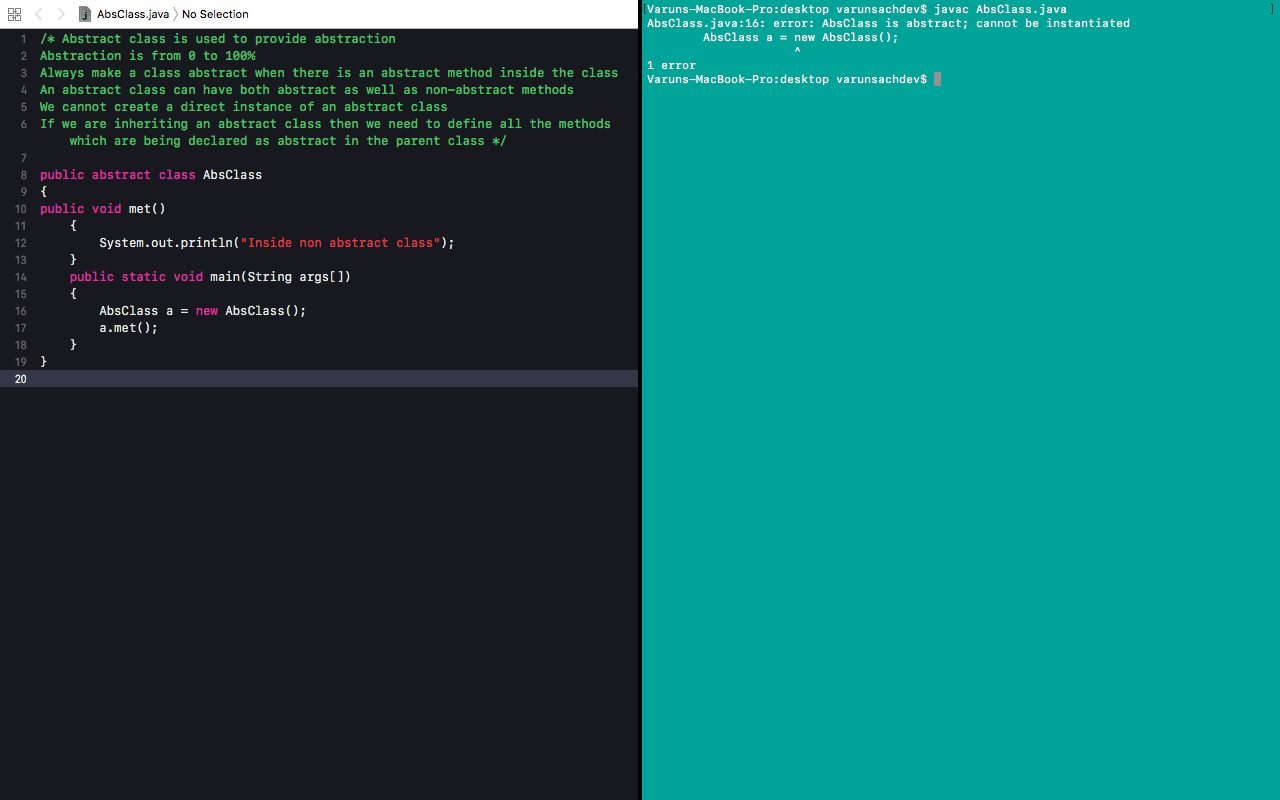 AbsClass.java 〉 No Selection
1 /* Abstract class is used to provide abstraction
2 Abstraction is from 0 to 100%
3 Always make a class abstract when there is an abstract method inside the class
4 An abstract class can have both abstract as well as non-abstract methods
5 We cannot create a direct instance of an abstract class
6 If we are inheriting an abstract class then we need to define all the methods
which are being declared as abstract in the parent class */
7
8 public abstract class AbsClass
9 {
10 public void met()
11 {
12 System.out.println("Inside non abstract class");
13 }
14 public static void main(String args[])
15 {
16 AbsClass a = new AbsClass();
17 a.met();
18 }
19 }
20
[Varuns-MacBook-Pro:desktop varunsachdev$ javac AbsClass.java ]
AbsClass.java:16: error: AbsClass is abstract; cannot be instantiated
AbsClass a = new AbsClass();
^
1 error
Varuns-MacBook-Pro:desktop varunsachdev$